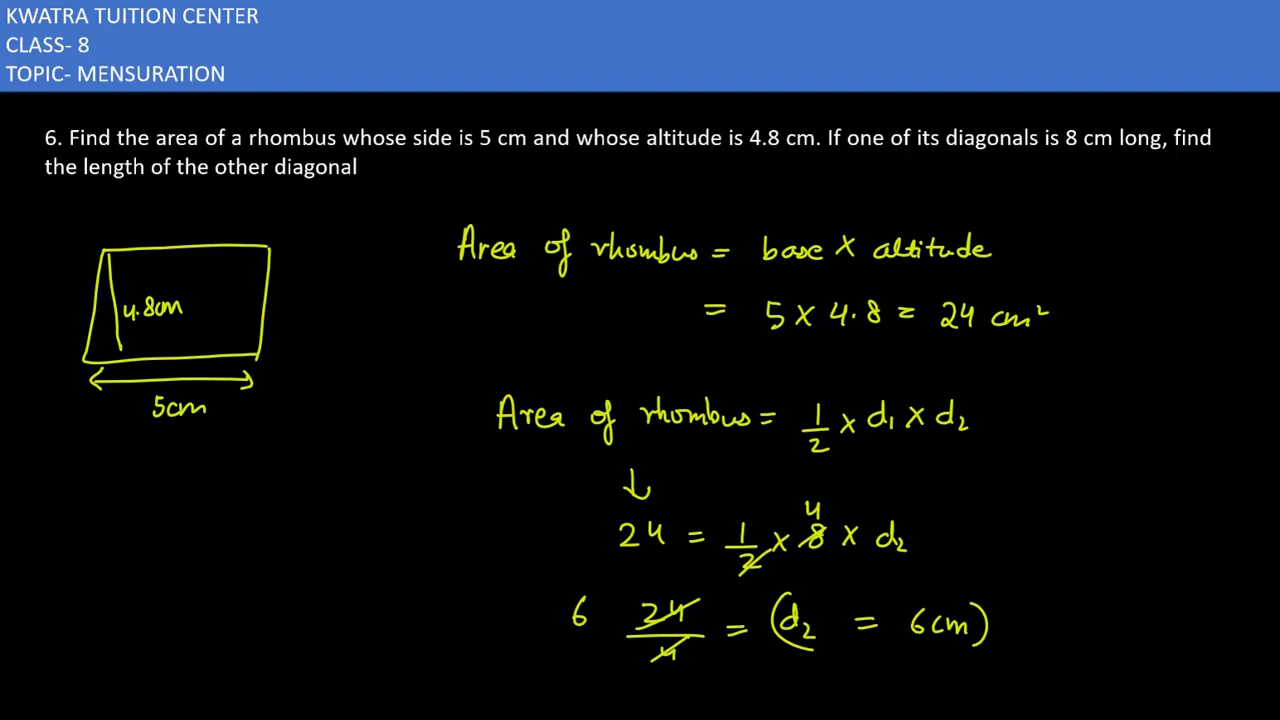 KWATRA TUITION CENTER
CLASS- 8
TOPIC- MENSURATION
6. Find the area of a rhombus whose side is 5 cm and whose altitude is 4.8 cm. If one of its diagonals is 8 cm long, find
the length of the other diagonal
4.8cm
5cm
Area of rhombus = base × altitude
= 5 × 4.8 = 24 cm²
Area of rhombus = 1/2 × d₁ × d₂
↓
4
24 = 1/2 × 8 × d₂
6 24/4 = (d₂ = 6cm)